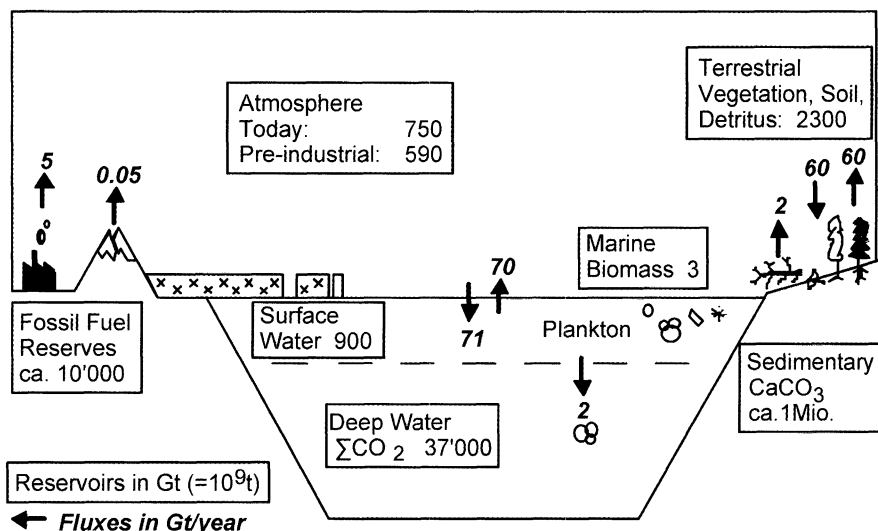 Atmosphere
Today: 750
Pre-industrial: 590
Terrestrial
Vegetation, Soil,
Detritus: 2300
5
0.05
60
60
2
Marine
Biomass 3
70
71
Plankton
Fossil Fuel
Reserves
ca. 10'000
Surface
Water 900
2
Deep Water
∑CO2 37'000
Sedimentary
CaCO3
ca.1Mio.
Reservoirs in Gt (=10⁹t)
Fluxes in Gt/year